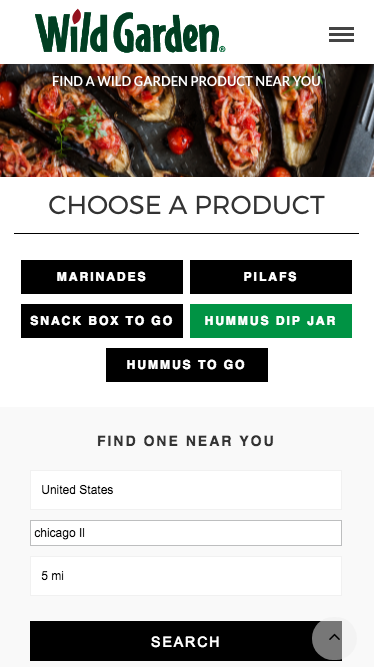 Wild Garden®
FIND A WILD GARDEN PRODUCT NEAR YOU
CHOOSE A PRODUCT
MARINADES
PILAFS
SNACK BOX TO GO
HUMMUS DIP JAR
HUMMUS TO GO
FIND ONE NEAR YOU
United States
chicago Il
5 mi
SEARCH